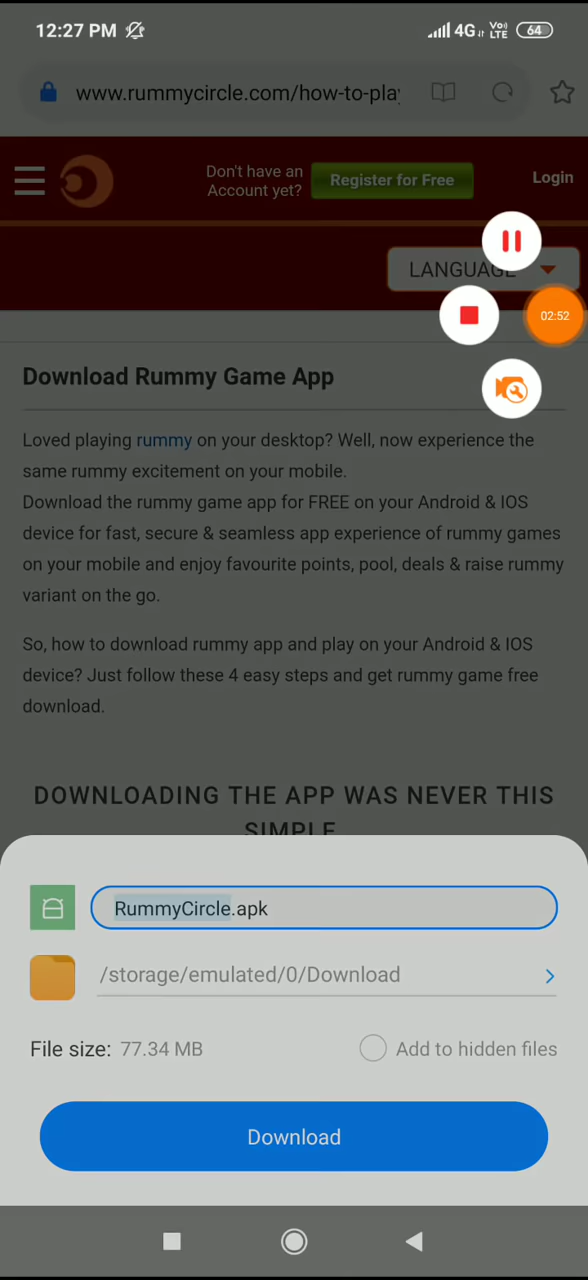 12:27 PM
4G Vo)) LTE 64
www.rummycircle.com/how-to-play
Don't have an
Account yet?
Register for Free
Login
LANGUAGE
02:52
Download Rummy Game App
Loved playing rummy on your desktop? Well, now experience the
same rummy excitement on your mobile.
Download the rummy game app for FREE on your Android & IOS
device for fast, secure & seamless app experience of rummy games
on your mobile and enjoy favourite points, pool, deals & raise rummy
variant on the go.
So, how to download rummy app and play on your Android & IOS
device? Just follow these 4 easy steps and get rummy game free
download.
DOWNLOADING THE APP WAS NEVER THIS
SIMPLE
RummyCircle.apk
/storage/emulated/0/Download
File size: 77.34 MB
Add to hidden files
Download